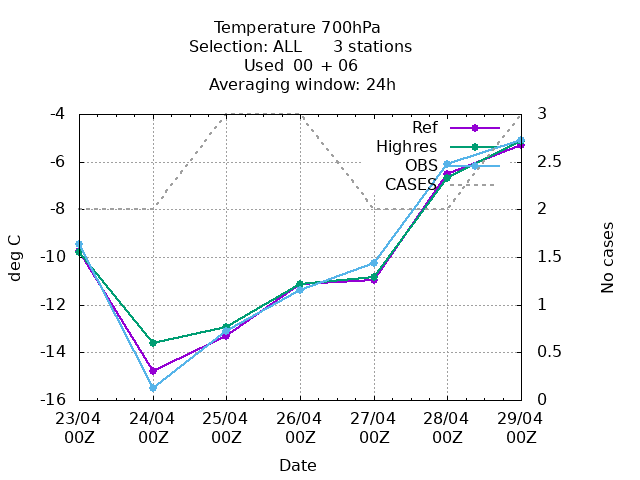 Temperature 700hPa
Selection: ALL 3 stations
Used 00 + 06
Averaging window: 24h
-4 3
Ref
Highres
-6 OBS 2.5
CASES
-8 2
-10 1.5
deg C No cases
-12 1
-14 0.5
-16 0
23/04 24/04 25/04 26/04 27/04 28/04 29/04
00Z 00Z 00Z 00Z 00Z 00Z 00Z
Date